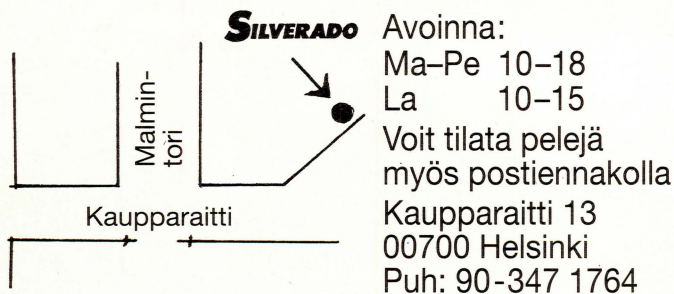 SILVERADO
Malmin-
tori
Kaupparaitti
Avoinna:
Ma–Pe 10–18
La 10–15
Voit tilata pelejä
myös postiennakolla
Kaupparaitti 13
00700 Helsinki
Puh: 90-347 1764